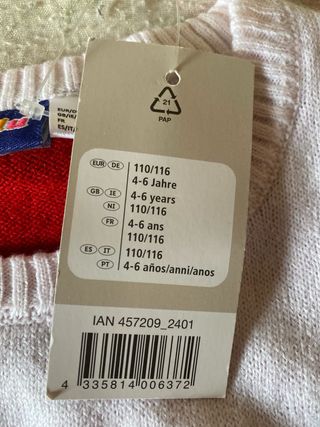 21
PAP
EUR DE 110/116
4-6 Jahre
GB IE 4-6 years
NI 110/116
FR 4-6 ans
110/116
ES IT 110/116
PT 4-6 años/anni/anos
IAN 457209_2401
4 335814 006372